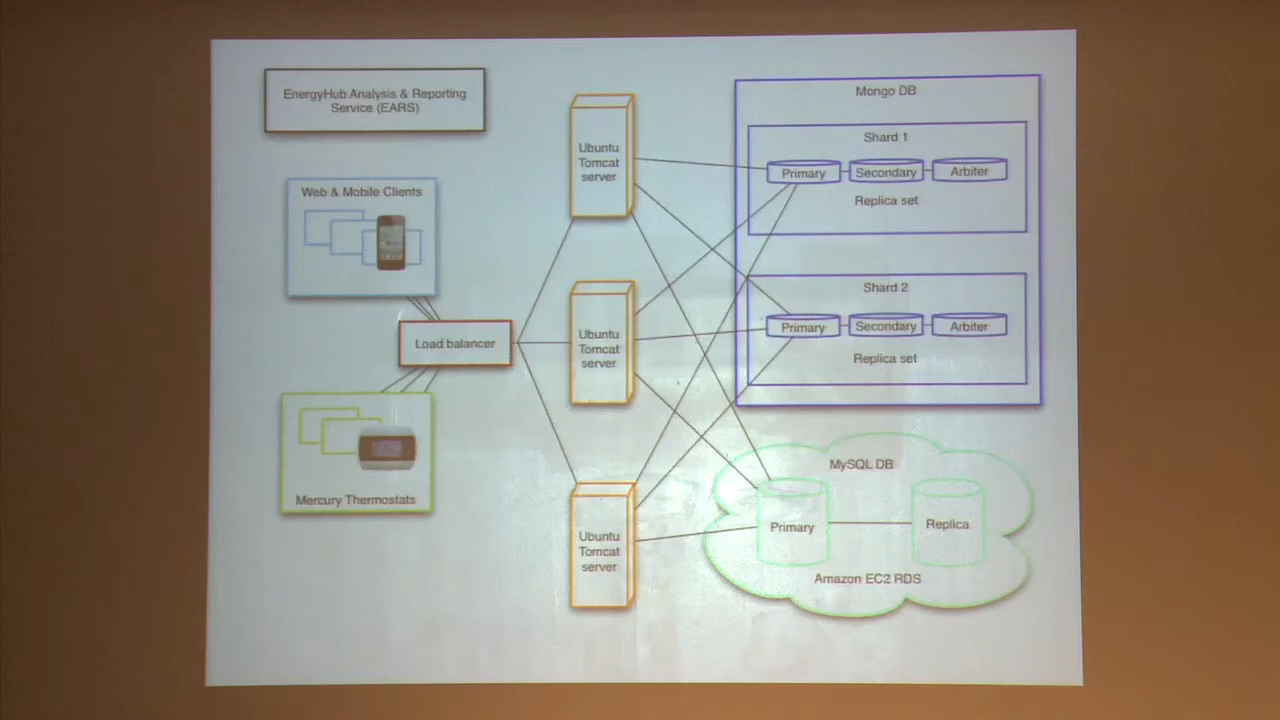 EnergyHub Analysis & Reporting
Service (EARS)
Web & Mobile Clients
Load balancer
Mercury Thermostats
Ubuntu
Tomcat
server
Ubuntu
Tomcat
server
Ubuntu
Tomcat
server
Mongo DB
Shard 1
Primary
Secondary
Arbiter
Replica set
Shard 2
Primary
Secondary
Arbiter
Replica set
MySQL DB
Primary
Replica
Amazon EC2 RDS